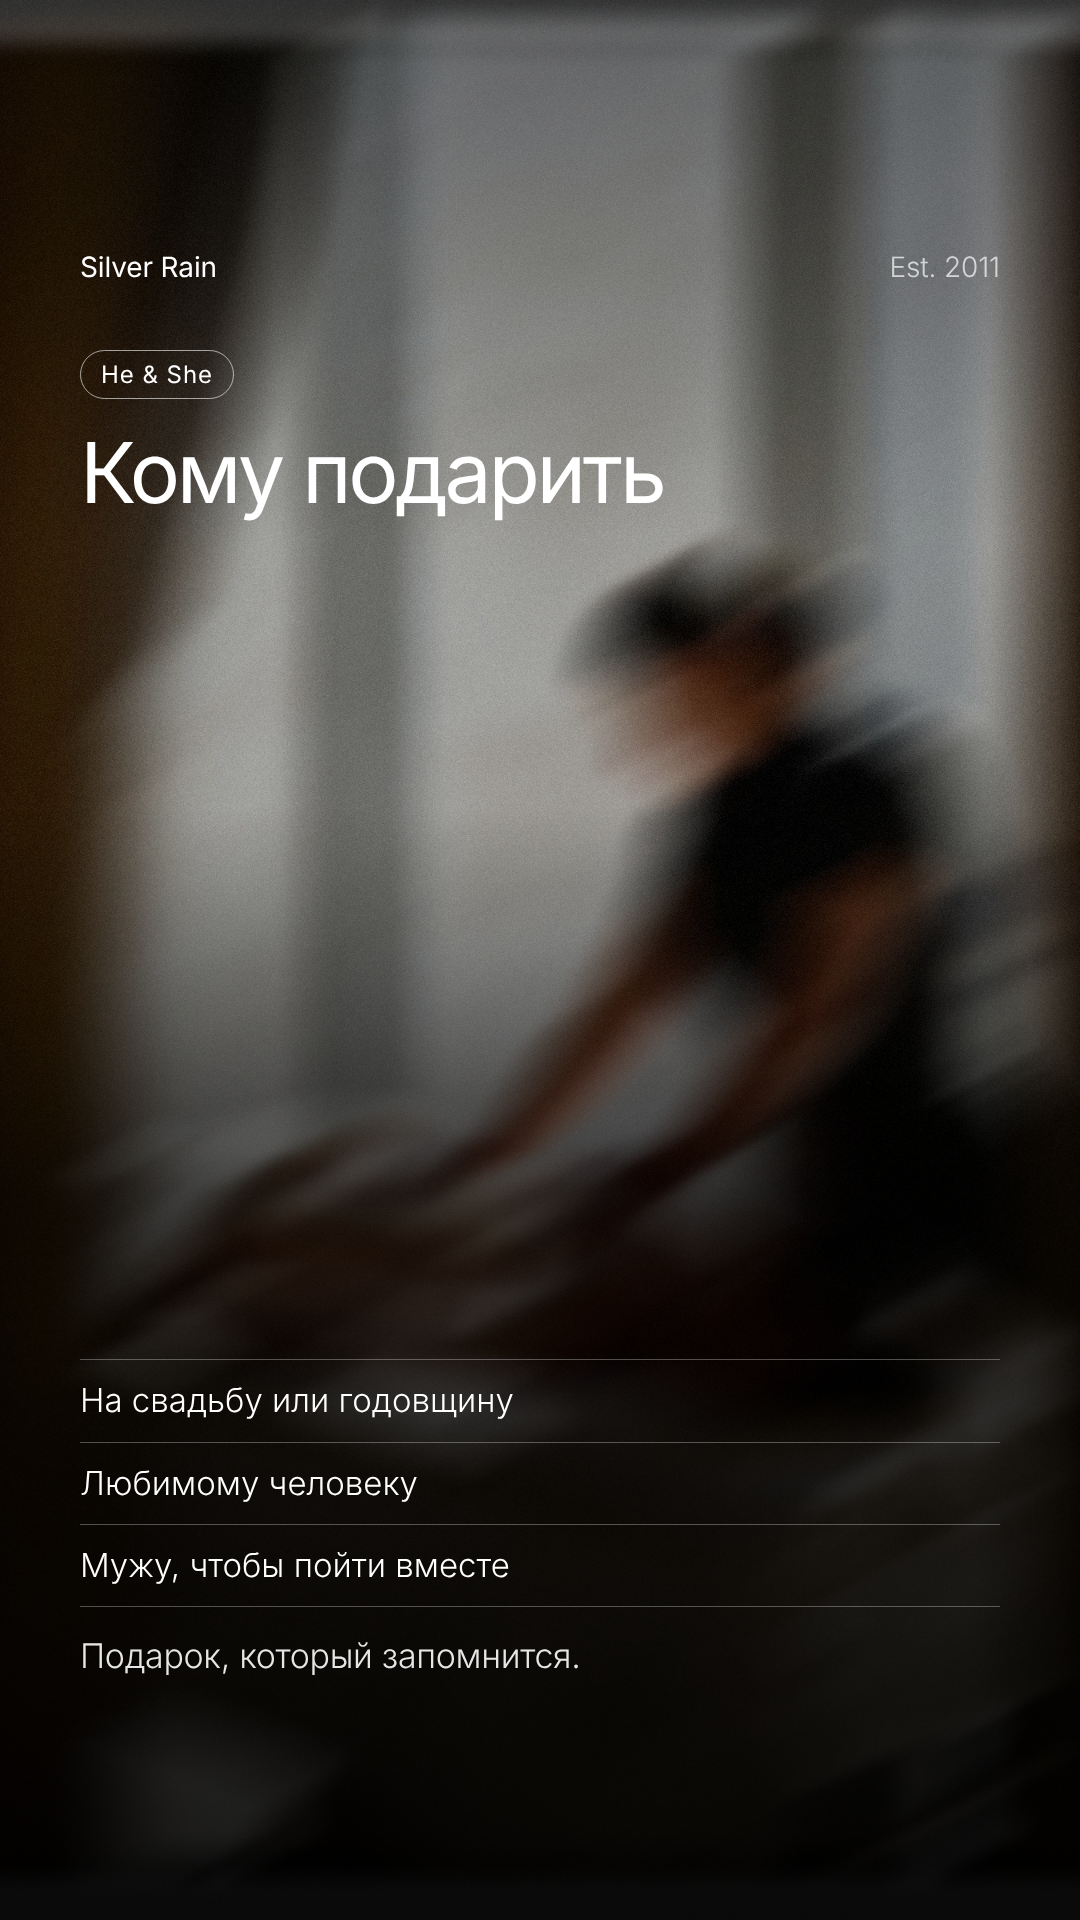 Silver Rain
Est. 2011
He & She
Кому подарить
На свадьбу или годовщину
Любимому человеку
Мужу, чтобы пойти вместе
Подарок, который запомнится.